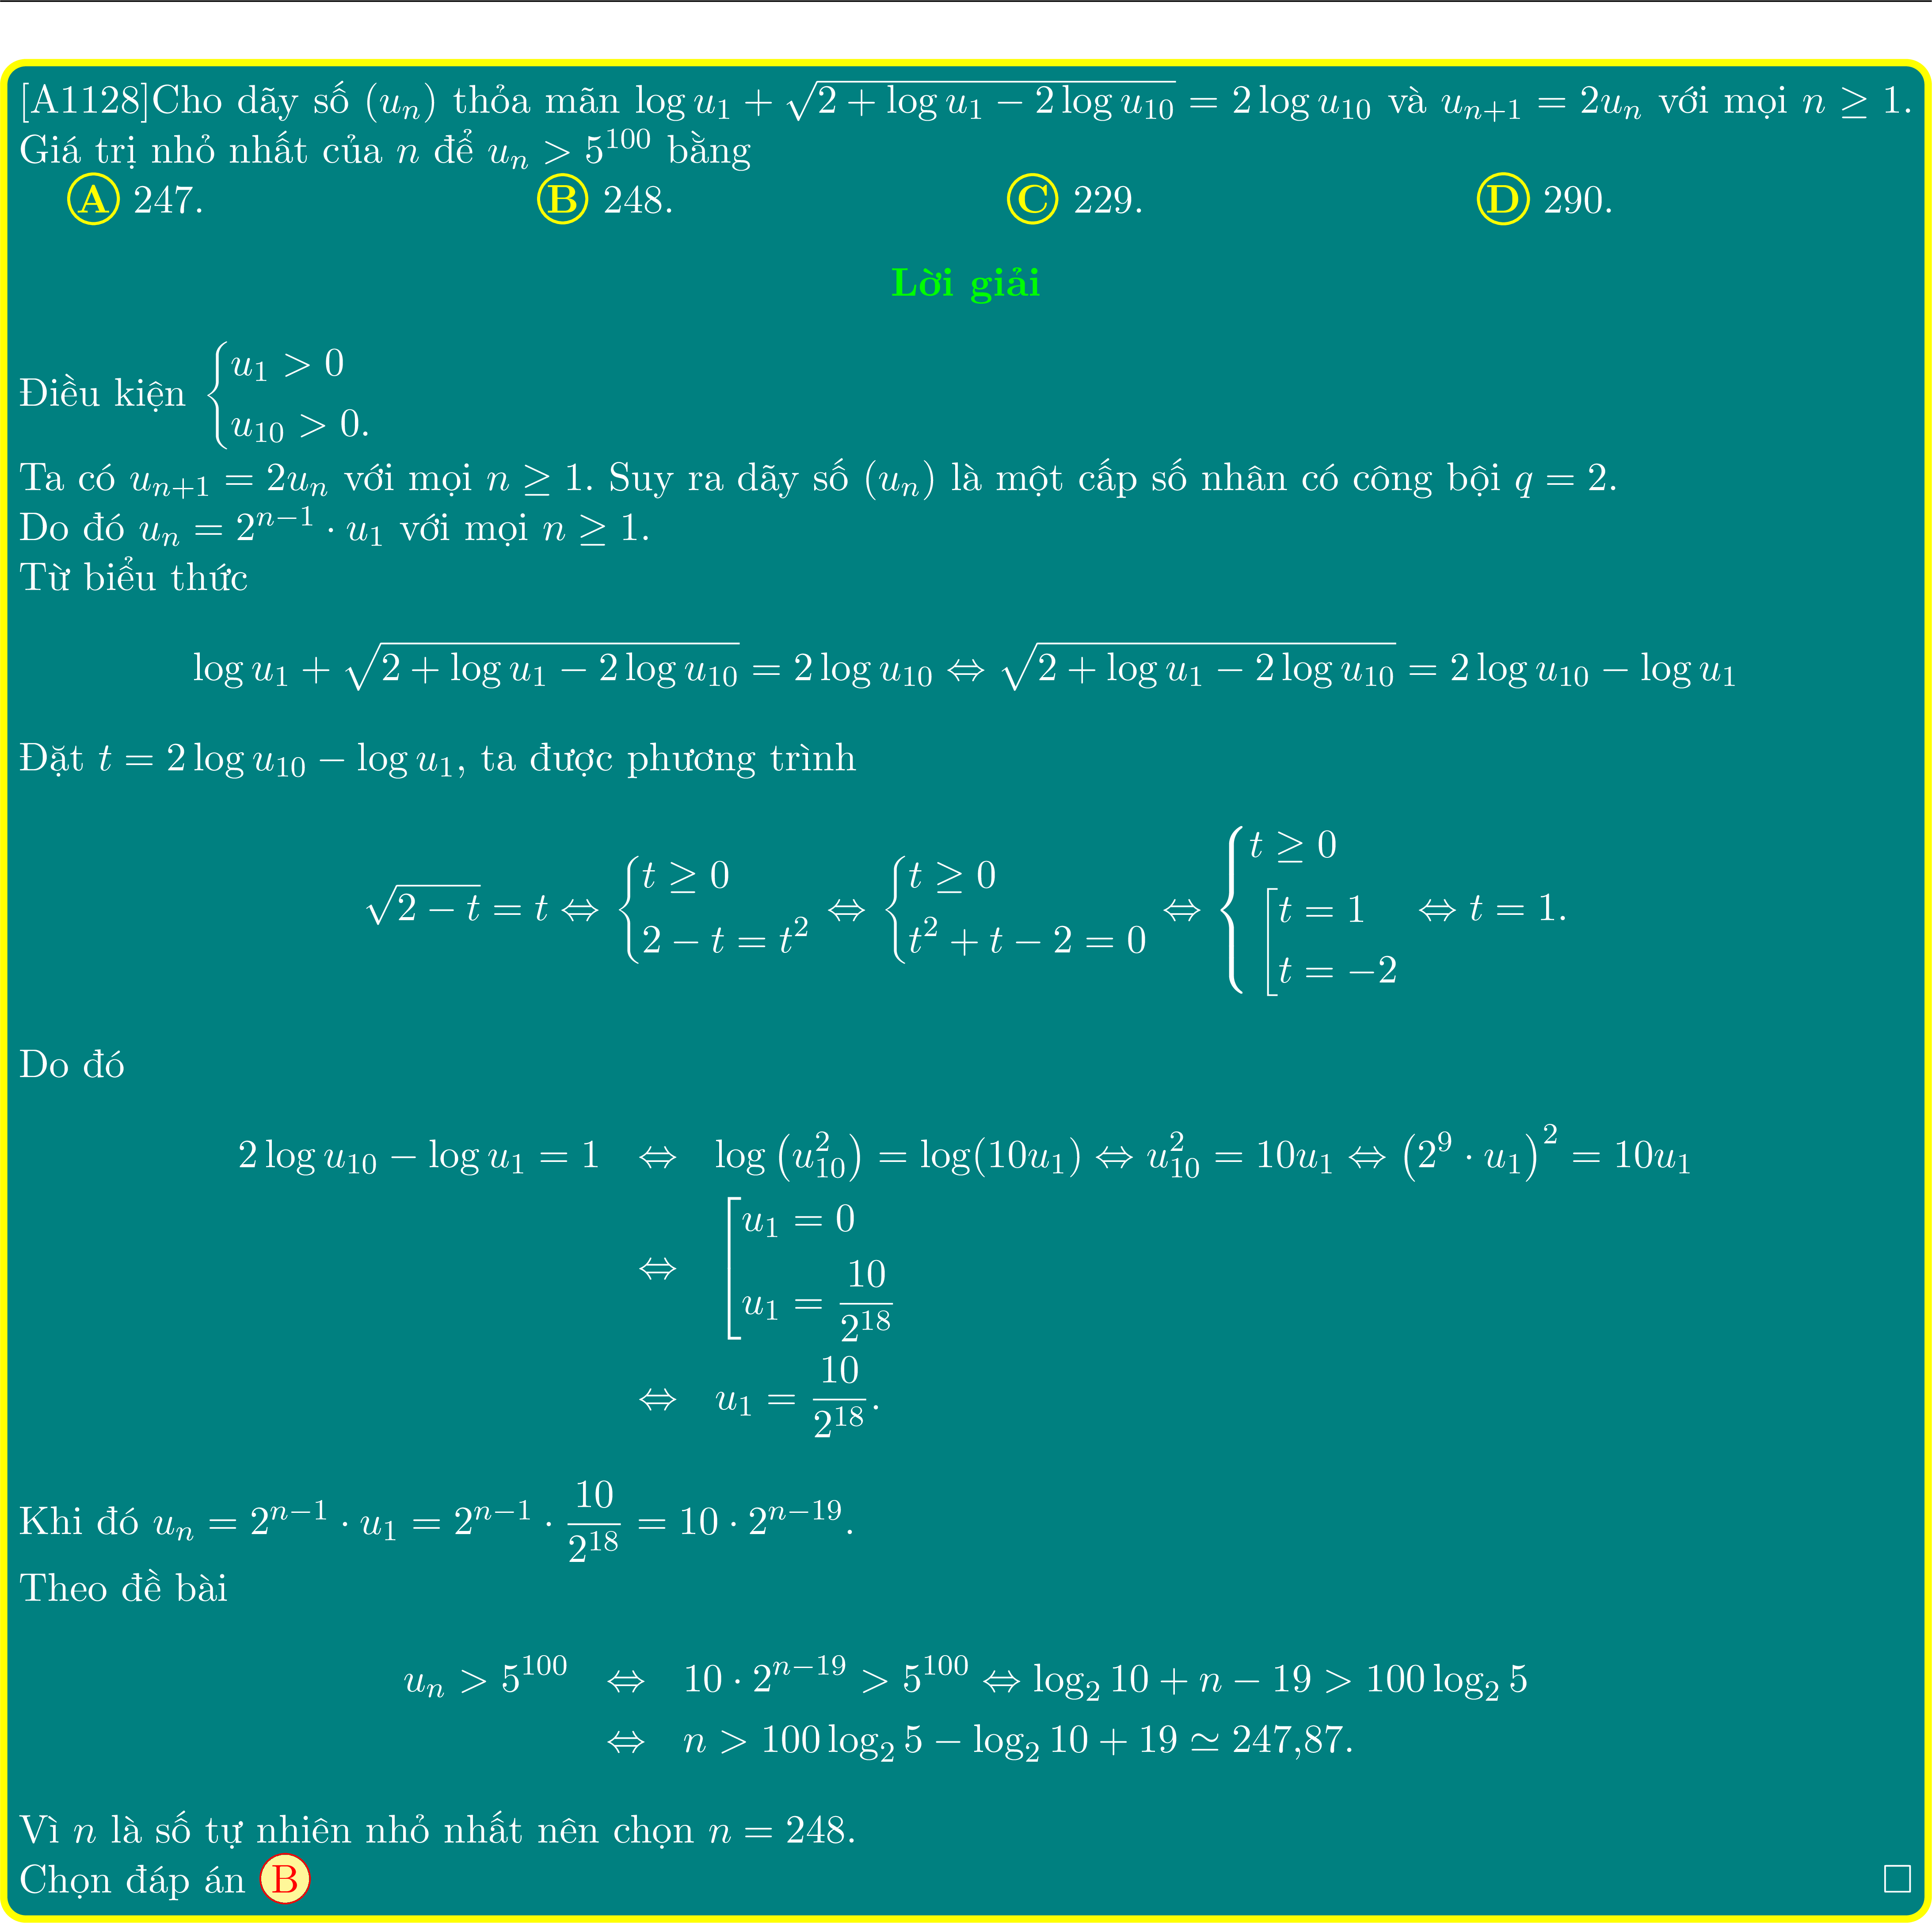 [A1128]Cho dãy số $(u_n)$ thỏa mãn $\log u_1 + \sqrt{2 + \log u_1 - 2\log u_{10}} = 2\log u_{10}$ và $u_{n+1} = 2u_n$ với mọi $n \geq 1$.
Giá trị nhỏ nhất của $n$ để $u_n > 5^{100}$ bằng
A 247. B 248. C 229. D 290.
Lời giải
Điều kiện $\begin{cases} u_1 > 0 \\ u_{10} > 0. \end{cases}$
Ta có $u_{n+1} = 2u_n$ với mọi $n \geq 1$. Suy ra dãy số $(u_n)$ là một cấp số nhân có công bội $q = 2$.
Do đó $u_n = 2^{n-1} \cdot u_1$ với mọi $n \geq 1$.
Từ biểu thức
$\log u_1 + \sqrt{2 + \log u_1 - 2\log u_{10}} = 2\log u_{10} \Leftrightarrow \sqrt{2 + \log u_1 - 2\log u_{10}} = 2\log u_{10} - \log u_1$
Đặt $t = 2\log u_{10} - \log u_1$, ta được phương trình
$\sqrt{2 - t} = t \Leftrightarrow \begin{cases} t \geq 0 \\ 2 - t = t^2 \end{cases} \Leftrightarrow \begin{cases} t \geq 0 \\ t^2 + t - 2 = 0 \end{cases} \Leftrightarrow \begin{cases} t \geq 0 \\ \left[\begin{array}{l} t = 1 \\ t = -2 \end{array}\right. \end{cases} \Leftrightarrow t = 1.$
Do đó
$2\log u_{10} - \log u_1 = 1 \Leftrightarrow \log\left(u_{10}^2\right) = \log(10u_1) \Leftrightarrow u_{10}^2 = 10u_1 \Leftrightarrow \left(2^9 \cdot u_1\right)^2 = 10u_1$
$\Leftrightarrow \left[\begin{array}{l} u_1 = 0 \\ u_1 = \dfrac{10}{2^{18}} \end{array}\right.$
$\Leftrightarrow u_1 = \dfrac{10}{2^{18}}.$
Khi đó $u_n = 2^{n-1} \cdot u_1 = 2^{n-1} \cdot \dfrac{10}{2^{18}} = 10 \cdot 2^{n-19}$.
Theo đề bài
$u_n > 5^{100} \Leftrightarrow 10 \cdot 2^{n-19} > 5^{100} \Leftrightarrow \log_2 10 + n - 19 > 100\log_2 5$
$\Leftrightarrow n > 100\log_2 5 - \log_2 10 + 19 \simeq 247{,}87.$
Vì $n$ là số tự nhiên nhỏ nhất nên chọn $n = 248$.
Chọn đáp án B □